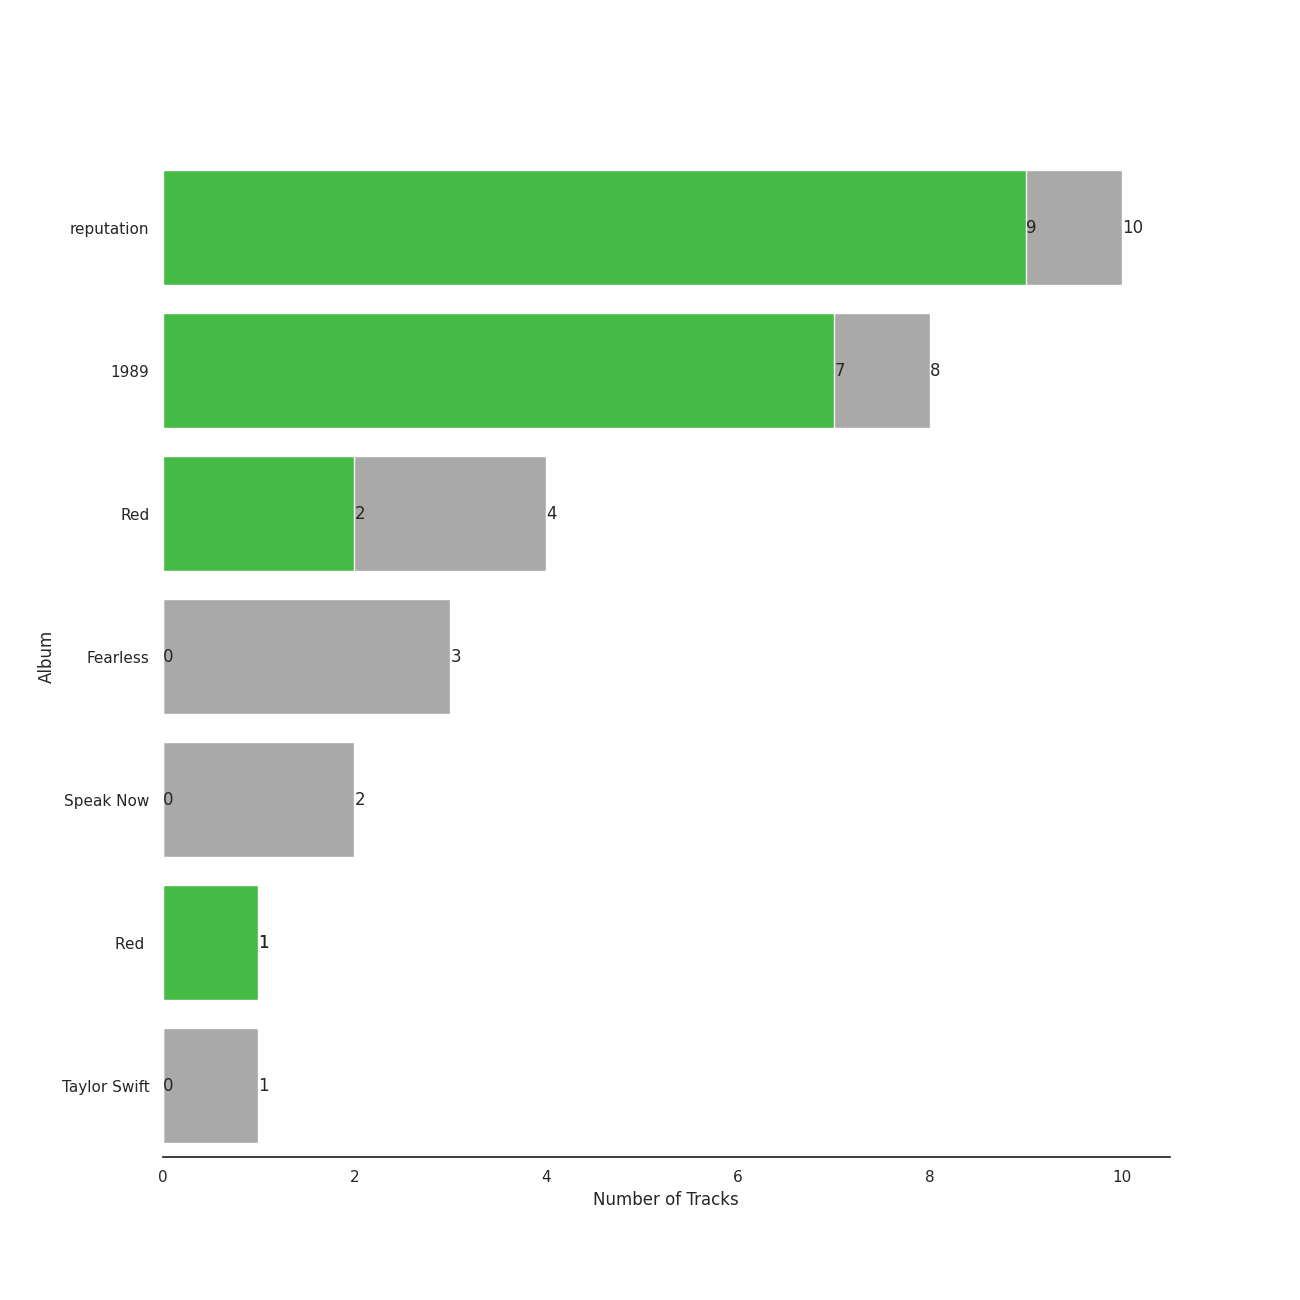 reputation 9 10
1989 7 8
Red 2 4
Fearless 0 3
Speak Now 0 2
Red 1
Taylor Swift 0 1
Album
0 2 4 6 8 10
Number of Tracks